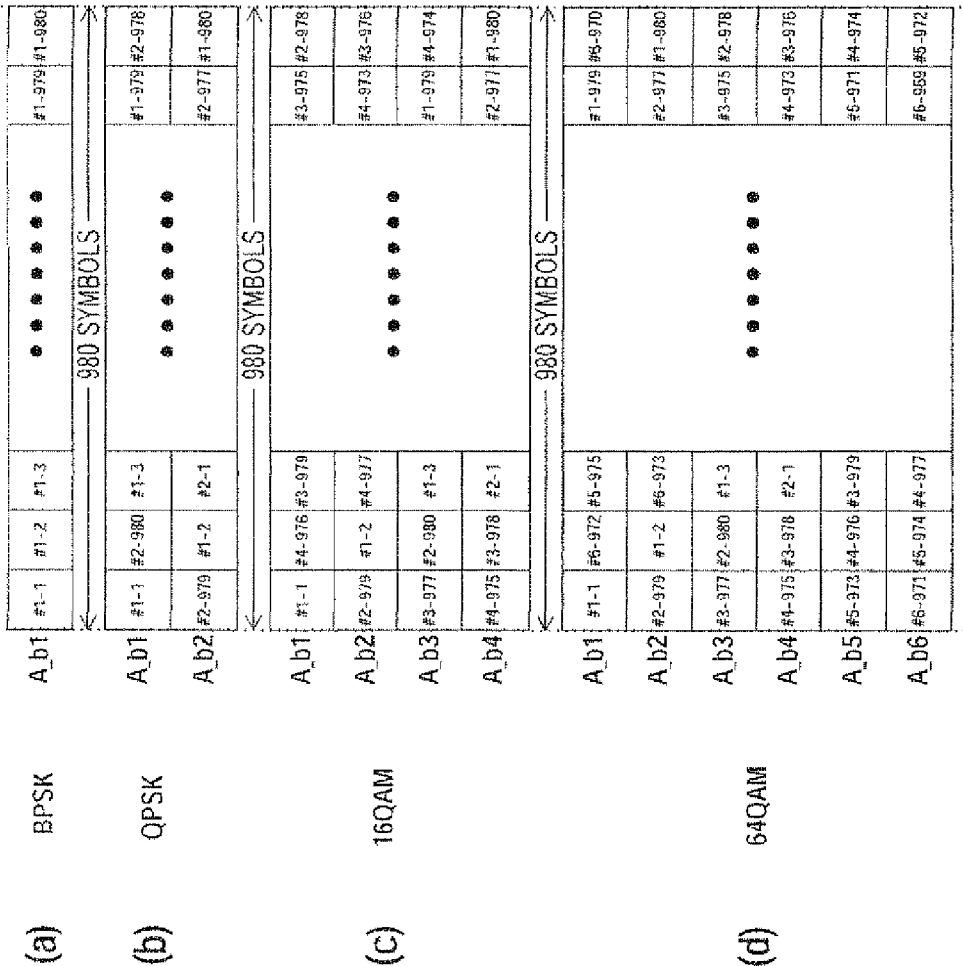 (a) BPSK A_b1 #1-1 #1-2 #1-3 #1-979 #1-980
980 SYMBOLS
(b) QPSK A_b1 #1-1 #2-980 #1-3 #1-979 #2-978
A_b2 #2-979 #1-2 #2-1 #2-977 #1-980
980 SYMBOLS
(c) 16QAM A_b1 #1-1 #4-976 #3-979 #3-975 #2-978
A_b2 #2-979 #1-2 #4-977 #4-973 #3-976
A_b3 #3-977 #2-980 #1-3 #1-979 #4-974
A_b4 #4-975 #3-978 #2-1 #2-977 #1-980
980 SYMBOLS
(d) 64QAM A_b1 #1-1 #6-972 #5-975 #1-979 #6-970
A_b2 #2-979 #1-2 #6-973 #2-977 #1-980
A_b3 #3-977 #2-980 #1-3 #3-975 #2-978
A_b4 #4-975 #3-978 #2-1 #4-973 #3-976
A_b5 #5-973 #4-976 #3-979 #5-971 #4-974
A_b6 #6-971 #5-974 #4-977 #6-969 #5-972